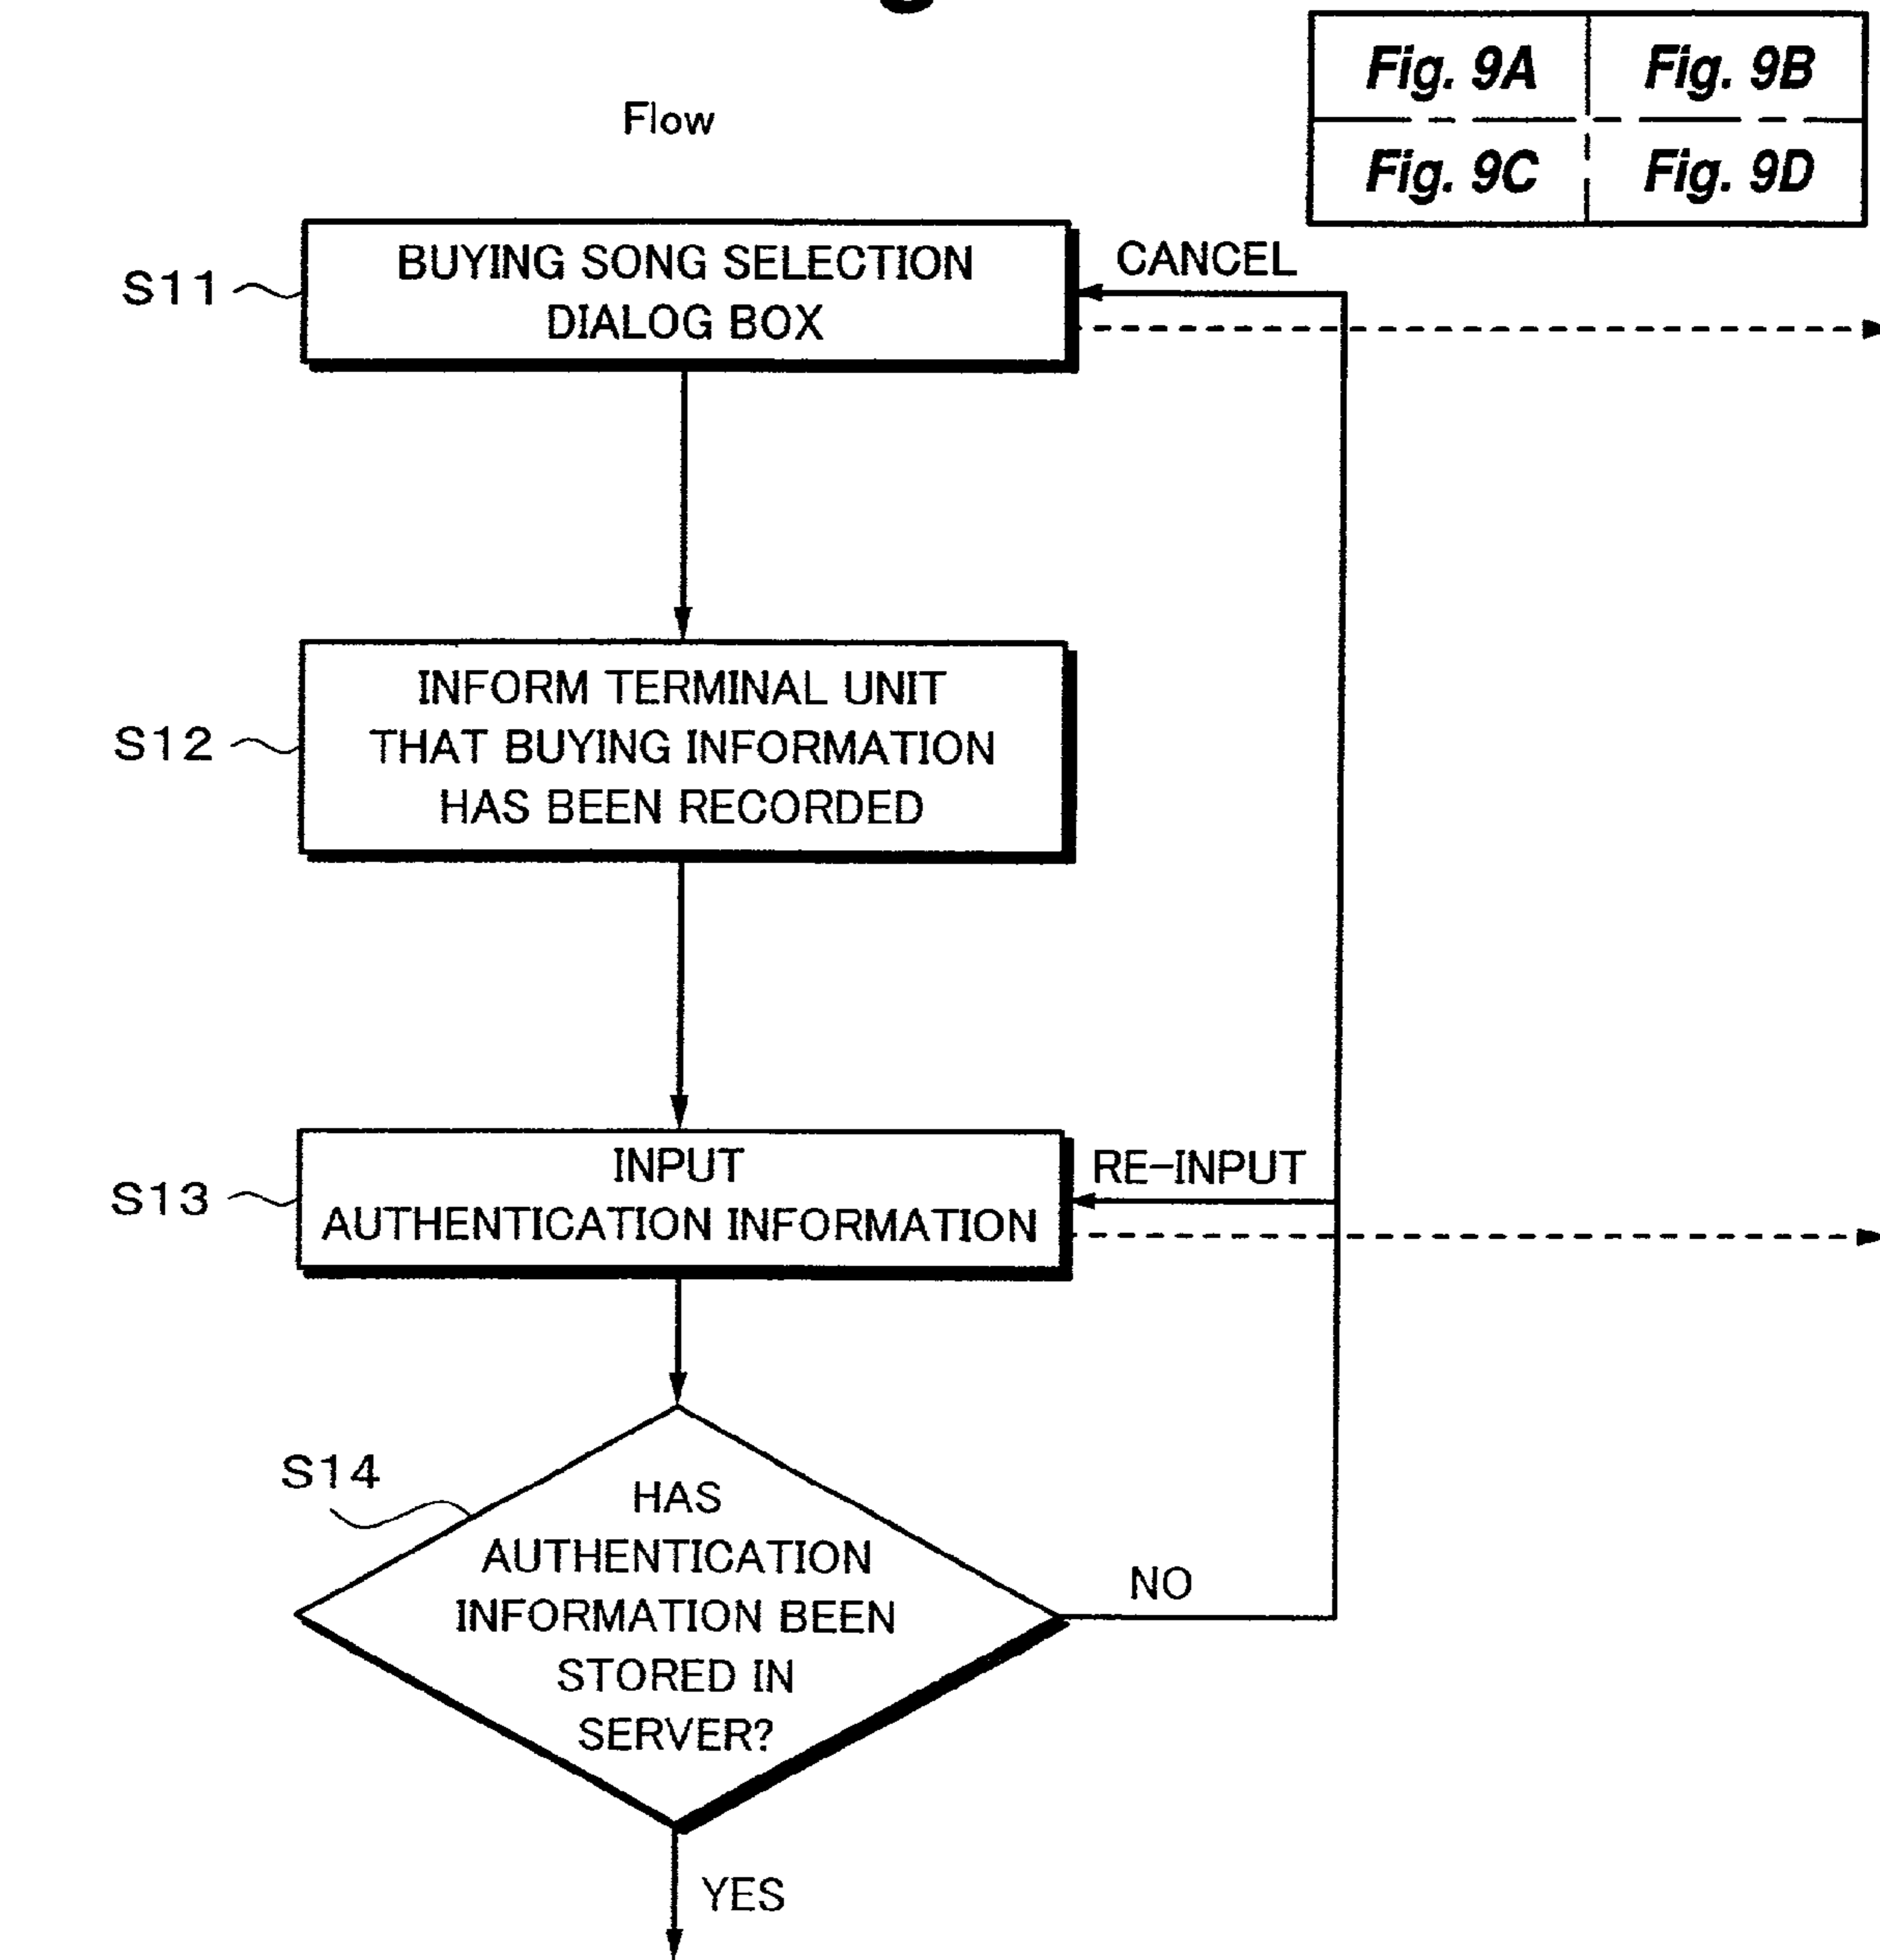 Flow
Fig. 9A
Fig. 9B
Fig. 9C
Fig. 9D
S11
BUYING SONG SELECTION
DIALOG BOX
CANCEL
S12
INFORM TERMINAL UNIT
THAT BUYING INFORMATION
HAS BEEN RECORDED
S13
INPUT
AUTHENTICATION INFORMATION
RE-INPUT
S14
HAS
AUTHENTICATION
INFORMATION BEEN
STORED IN
SERVER?
NO
YES